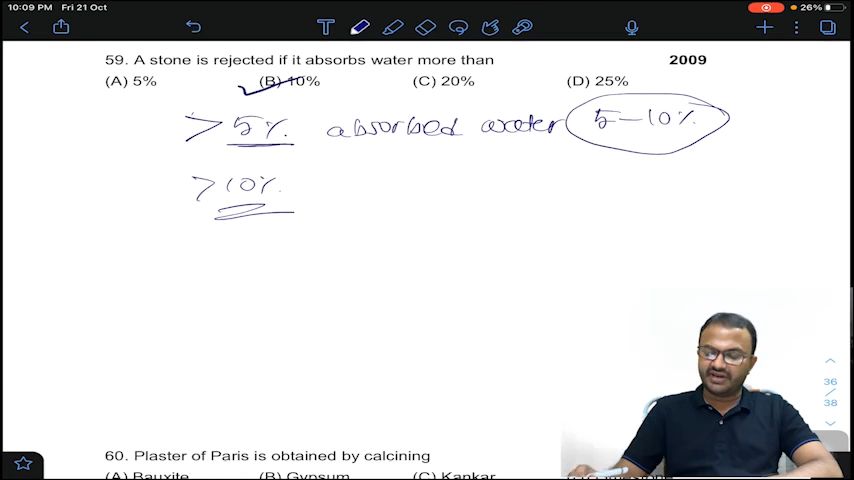 10:09 PM Fri 21 Oct
26%
59. A stone is rejected if it absorbs water more than 2009
(A) 5% (B) 10% (C) 20% (D) 25%
> 5% absorbed water 5-10%
> 10%
36
38
60. Plaster of Paris is obtained by calcining
(A) Bauxite (B) Gypsum (C) Kankar